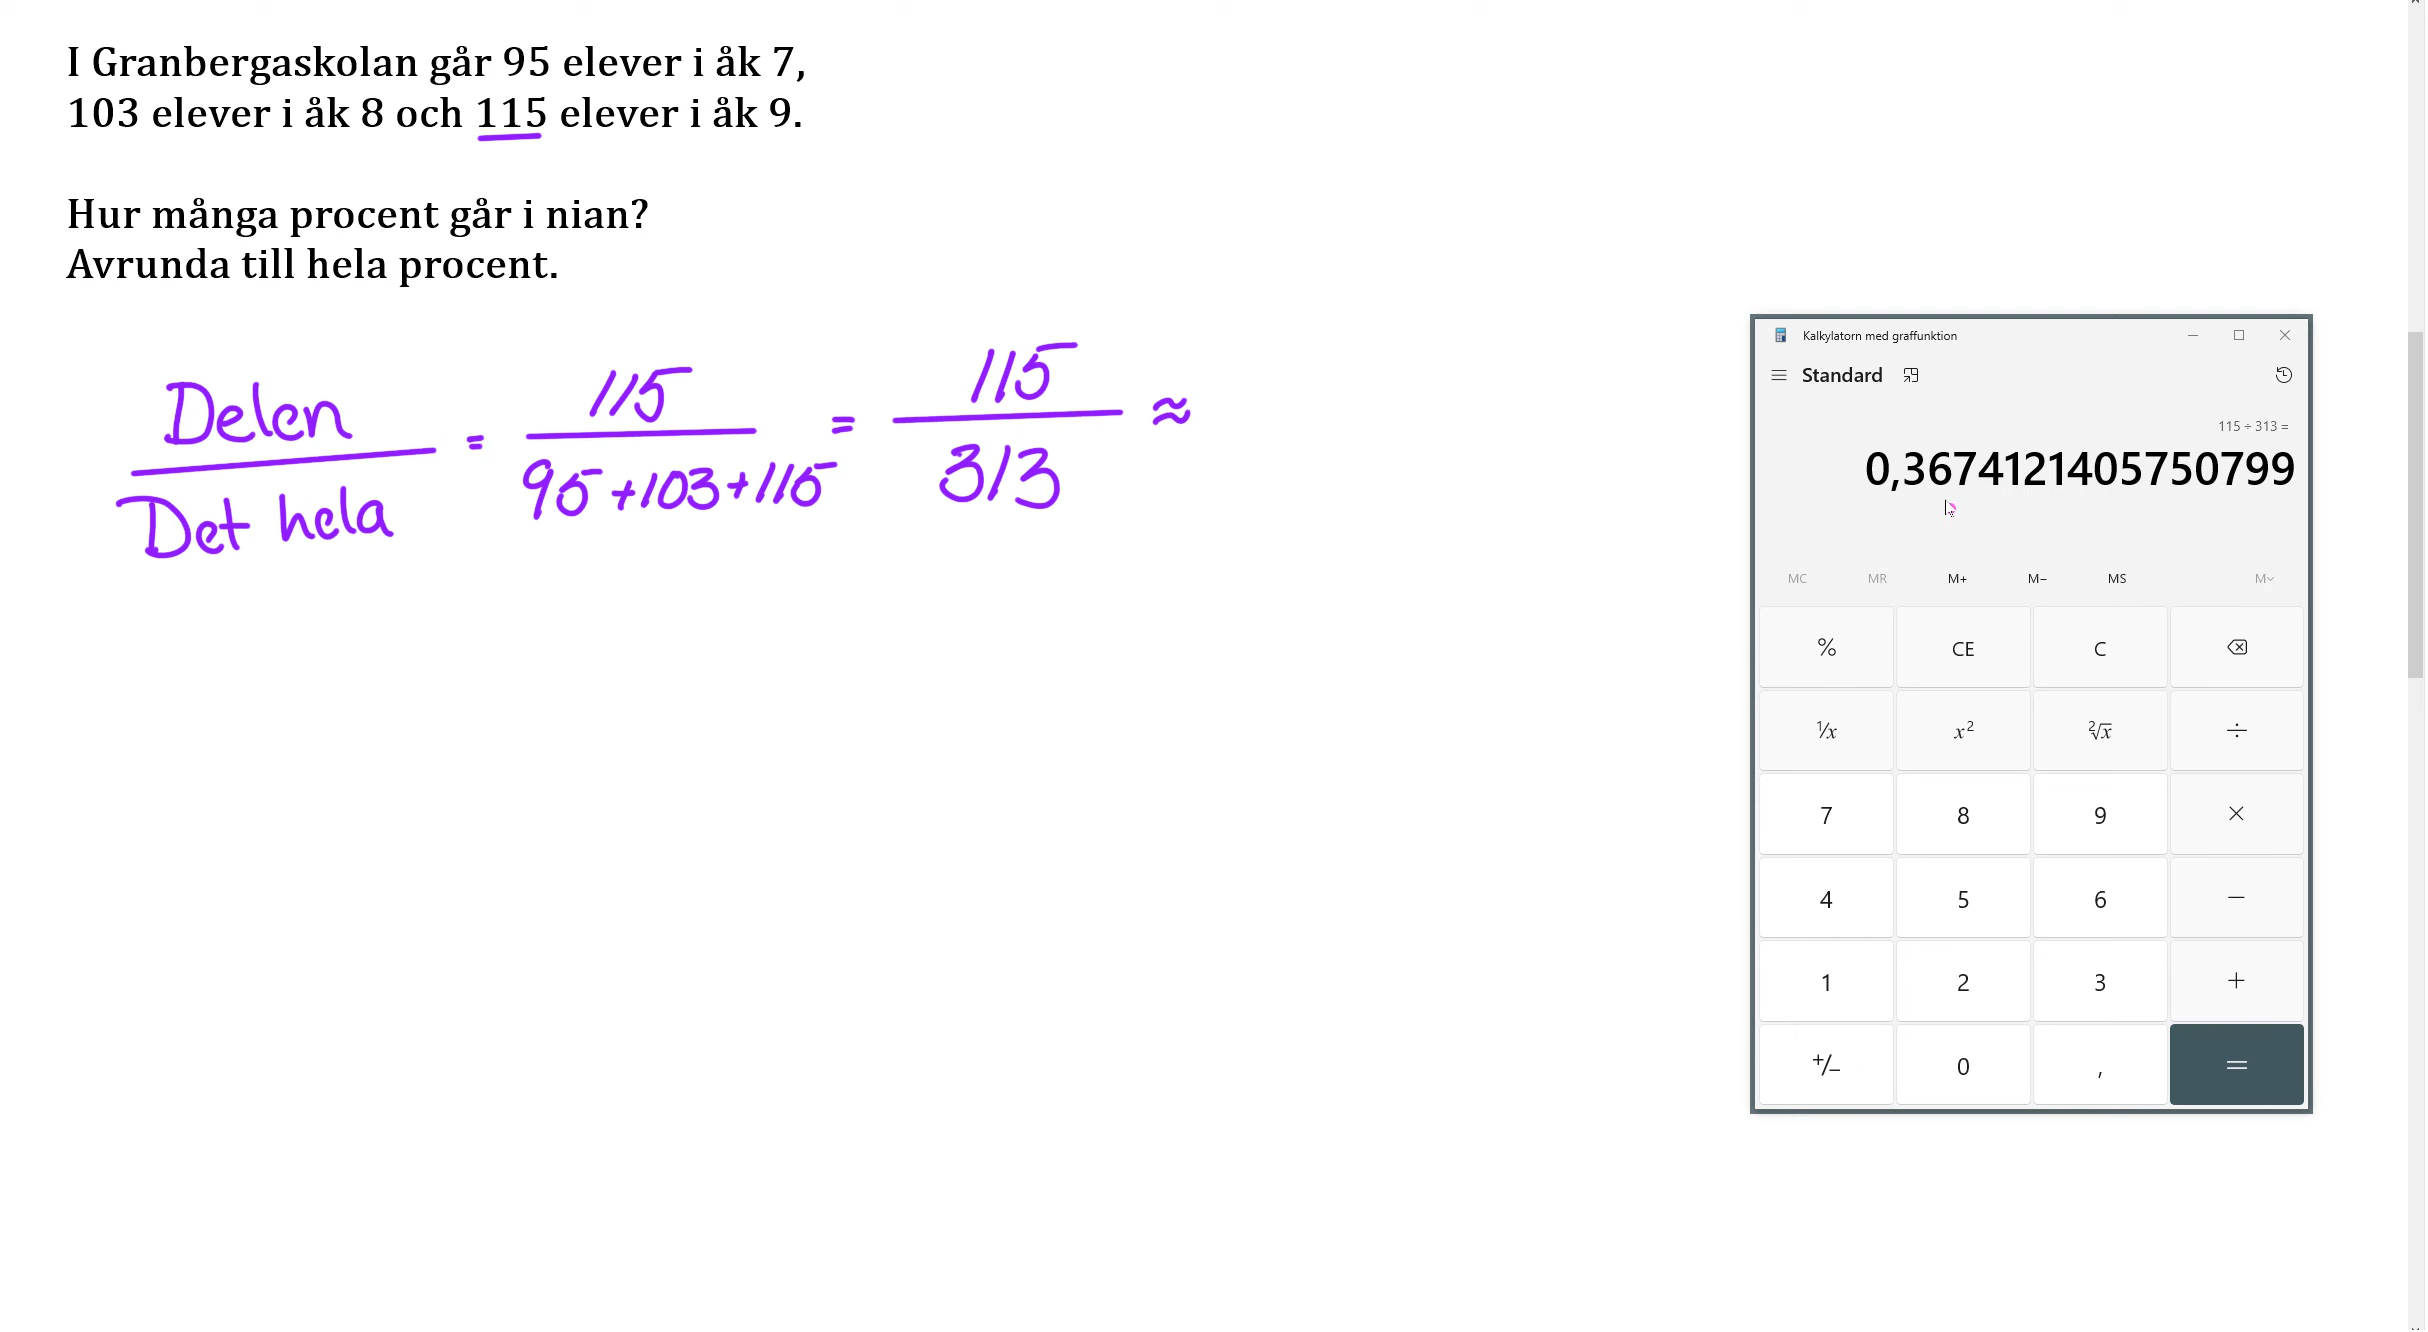 I Granbergaskolan går 95 elever i åk 7,
103 elever i åk 8 och 115 elever i åk 9.
Hur många procent går i nian?
Avrunda till hela procent.
Delen / Det hela = 115 / 95+103+115 = 115 / 313 ≈
Kalkylatorn med graffunktion
Standard
115 ÷ 313 =
0,3674121405750799
MC MR M+ M− MS M˅
% CE C
¹/x x² ²√x ÷
7 8 9 ×
4 5 6 −
1 2 3 +
+/− 0 , =